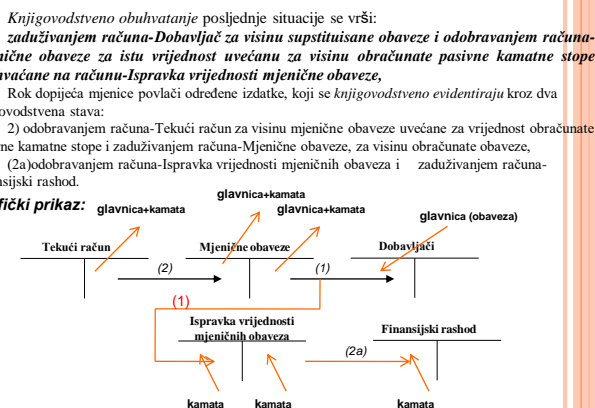 Knjigovodstveno obuhvatanje posljednje situacije se vrši:
zaduživanjem računa-Dobavljač za visinu supstituisane obaveze i odobravanjem računa-
nične obaveze za istu vrijednost uvećanu za visinu obračunate pasivne kamatne stope
hvaćane na računu-Ispravka vrijednosti mjenične obaveze,
Rok dopijeća mjenice povlači određene izdatke, koji se knjigovodstveno evidentiraju kroz dva
ovodstvena stava:
2) odobravanjem računa-Tekući račun za visinu mjenične obaveze uvećane za vrijednost obračunate
vne kamatne stope i zaduživanjem računa-Mjenične obaveze, za visinu obračunate obaveze,
(2a)odobravanjem računa-Ispravka vrijednosti mjeničnih obaveza i zaduživanjem računa-
nsijski rashod.
fički prikaz:
glavnica+kamata
glavnica+kamata
glavnica+kamata
glavnica (obaveza)
Tekući račun
Mjenične obaveze
Dobavljači
(2)
(1)
(1)
Ispravka vrijednosti
mjeničnih obaveza
Finansijski rashod
(2a)
kamata
kamata
kamata